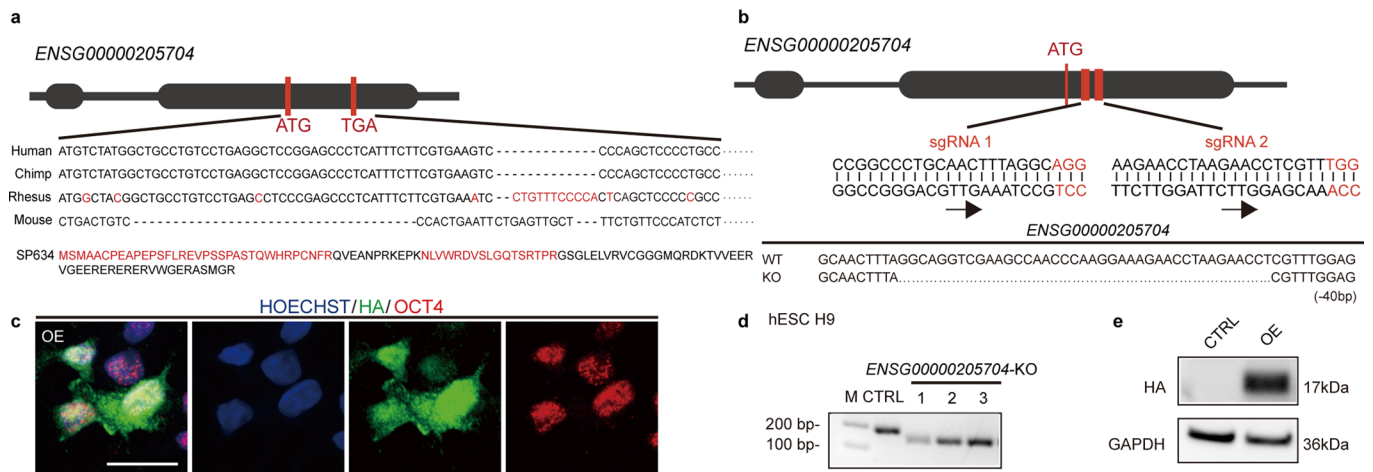 a
ENSG00000205704
ATG TGA
Human ATGTCTATGGCTGCCTGTCCTGAGGCTCCGGAGCCCTCATTTCTTCGTGAAGTC - - - - - - - - - - - - - CCCAGCTCCCCTGCC ······
Chimp ATGTCTATGGCTGCCTGTCCTGAGGCTCCGGAGCCCTCATTTCTTCGTGAAGTC - - - - - - - - - - - - - CCCAGCTCCCCTGCC ······
Rhesus ATGGCTACGGCTGCCTGTCCTGAGCCTCCCGAGCCCTCATTTCTTCGTGAAATC - - CTGTTTCCCCACTCAGCTCCCCCGCC ······
Mouse CTGACTGTC - - - - - - - - - - - - - - - - - - - - - - - - - - - - - - - - - - CCACTGAATTCTGAGTTGCT - - - TTCTGTTCCCATCTCT ······
SP634 MSMAACPEAPEPSFLREVPSSPASTQWHRPCNFRQVEANPRKEPKNLVWRDVSLGQTSRTPRGSGLELVRVCGGGMQRDKTVVEER
VGEERERERERVWGERASMGR
b
ENSG00000205704
ATG
sgRNA 1 sgRNA 2
CCGGCCCTGCAACTTTAGGCAGG AAGAACCTAAGAACCTCGTTTGG
GGCCGGGACGTTGAAATCCGTCC TTCTTGGATTCTTGGAGCAAACC
ENSG00000205704
WT GCAACTTTAGGCAGGTCGAAGCCAACCCAAGGAAAGAACCTAAGAACCTCGTTTGGAG
KO GCAACTTTA........................................CGTTTGGAG
(-40bp)
c
HOECHST/HA/OCT4
OE
d hESC H9
ENSG00000205704-KO
M CTRL 1 2 3
200 bp-
100 bp-
e
CTRL OE
HA 17kDa
GAPDH 36kDa